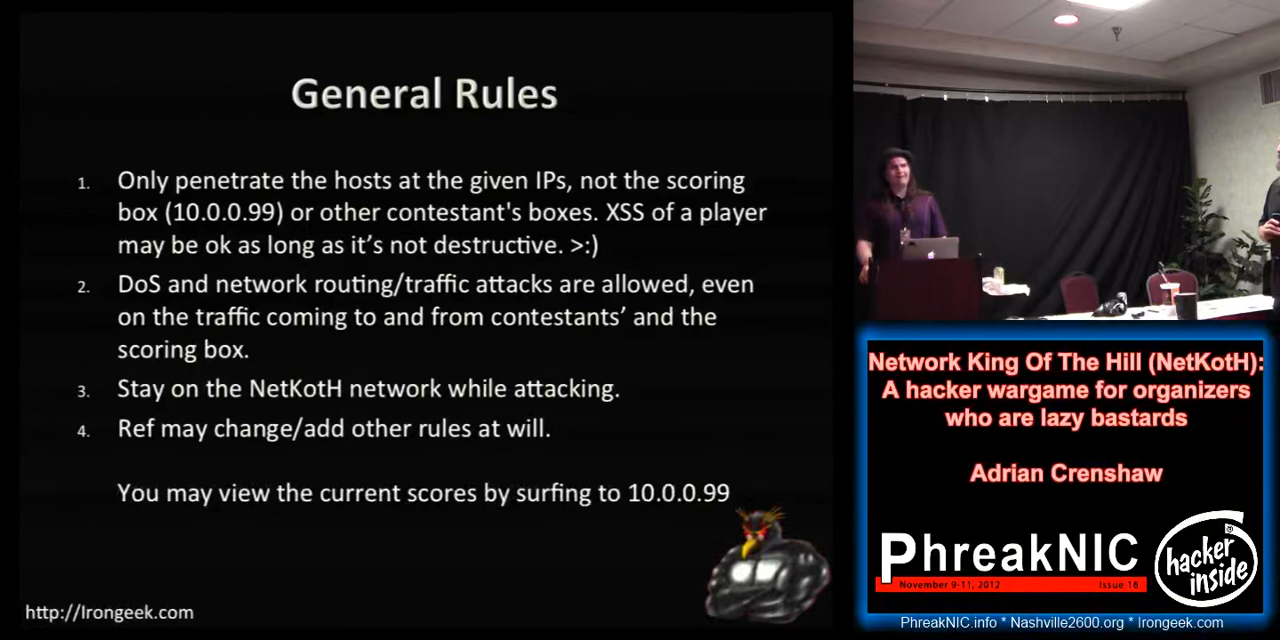 General Rules
1. Only penetrate the hosts at the given IPs, not the scoring
box (10.0.0.99) or other contestant's boxes. XSS of a player
may be ok as long as it’s not destructive. >:)
2. DoS and network routing/traffic attacks are allowed, even
on the traffic coming to and from contestants’ and the
scoring box.
3. Stay on the NetKotH network while attacking.
4. Ref may change/add other rules at will.
You may view the current scores by surfing to 10.0.0.99
http://Irongeek.com
Network King Of The Hill (NetKotH):
A hacker wargame for organizers
who are lazy bastards
Adrian Crenshaw
PhreakNIC
November 9-11, 2012 Issue 16
hacker
inside
PhreakNIC.info * Nashville2600.org * Irongeek.com